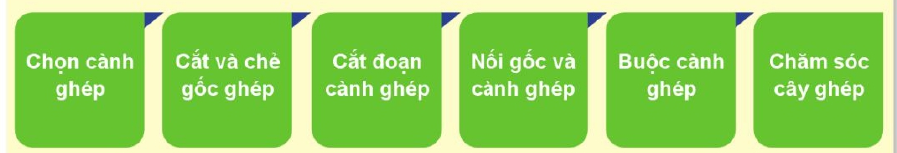 Chọn cành
ghép
Cắt và chẻ
gốc ghép
Cắt đoạn
cành ghép
Nối gốc và
cành ghép
Buộc cành
ghép
Chăm sóc
cây ghép